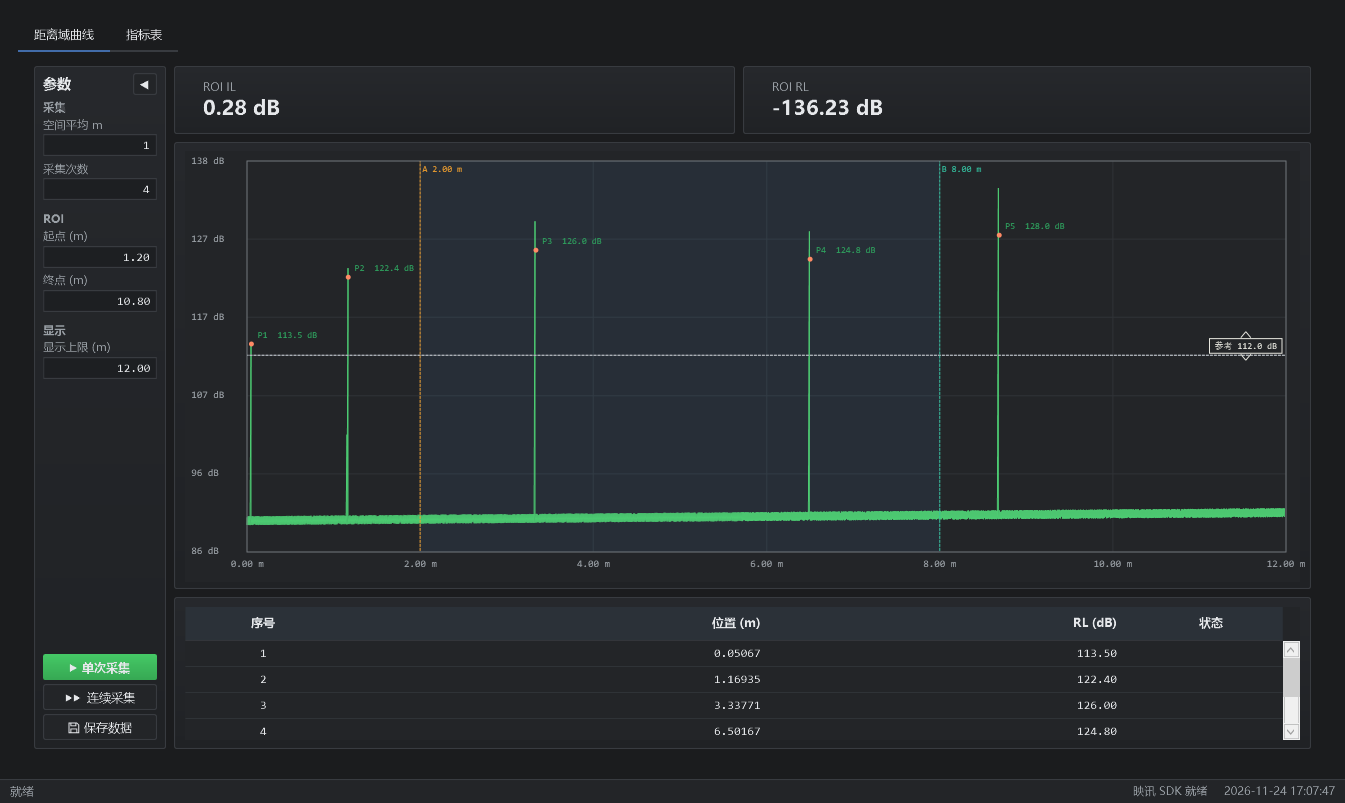 距离域曲线 指标表
参数 ◀
采集
空间平均 m
1
采集次数
4
ROI
起点 (m)
1.20
终点 (m)
10.80
显示
显示上限 (m)
12.00
▶ 单次采集
▶▶ 连续采集
保存数据
ROI IL
0.28 dB
ROI RL
-136.23 dB
138 dB
127 dB
117 dB
107 dB
96 dB
86 dB
A 2.00 m
B 8.00 m
P1 113.5 dB
P2 122.4 dB
P3 126.0 dB
P4 124.8 dB
P5 128.0 dB
参考 112.0 dB
0.00 m 2.00 m 4.00 m 6.00 m 8.00 m 10.00 m 12.00 m
序号 位置 (m) RL (dB) 状态
1 0.05067 113.50
2 1.16935 122.40
3 3.33771 126.00
4 6.50167 124.80
就绪 映讯 SDK 就绪 2026-11-24 17:07:47